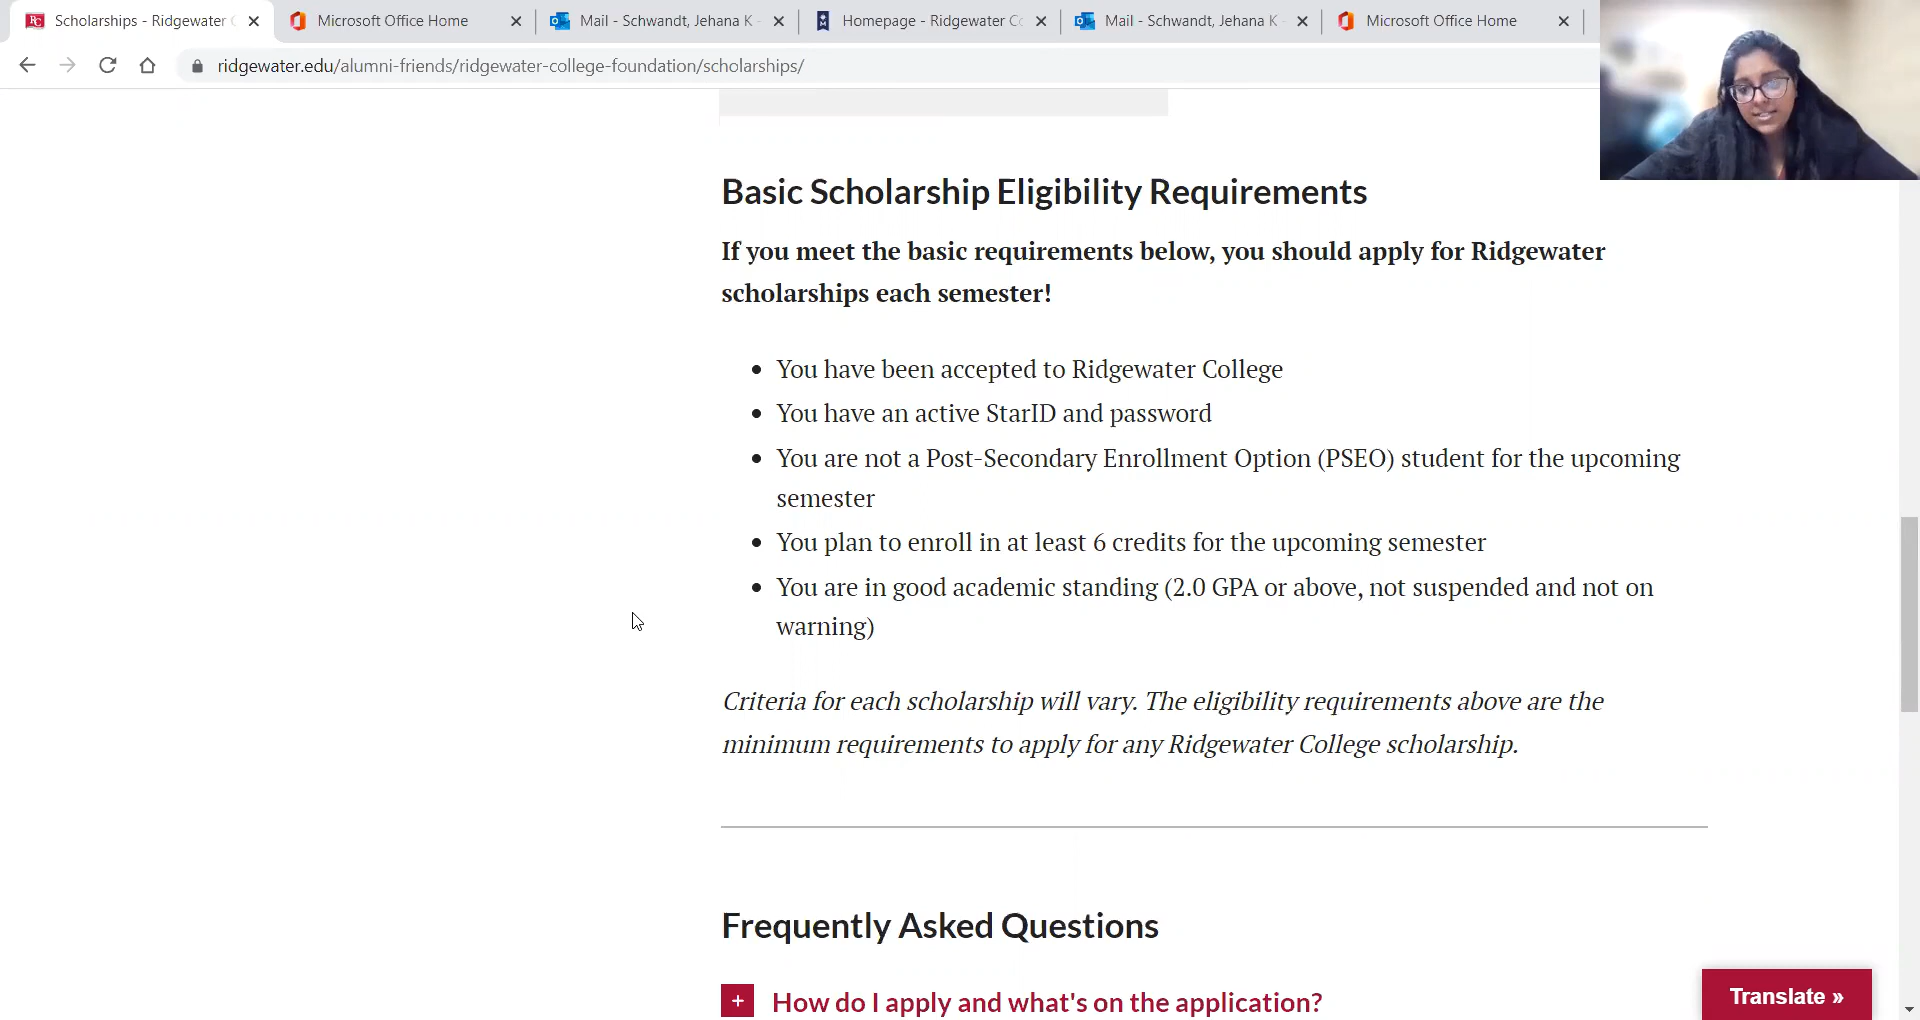 Scholarships - Ridgewater C
Microsoft Office Home
Mail - Schwandt, Jehana K -
Homepage - Ridgewater Co
Mail - Schwandt, Jehana K -
Microsoft Office Home
ridgewater.edu/alumni-friends/ridgewater-college-foundation/scholarships/
Basic Scholarship Eligibility Requirements
If you meet the basic requirements below, you should apply for Ridgewater
scholarships each semester!
• You have been accepted to Ridgewater College
• You have an active StarID and password
• You are not a Post-Secondary Enrollment Option (PSEO) student for the upcoming
semester
• You plan to enroll in at least 6 credits for the upcoming semester
• You are in good academic standing (2.0 GPA or above, not suspended and not on
warning)
Criteria for each scholarship will vary. The eligibility requirements above are the
minimum requirements to apply for any Ridgewater College scholarship.
Frequently Asked Questions
+ How do I apply and what's on the application?
Translate »